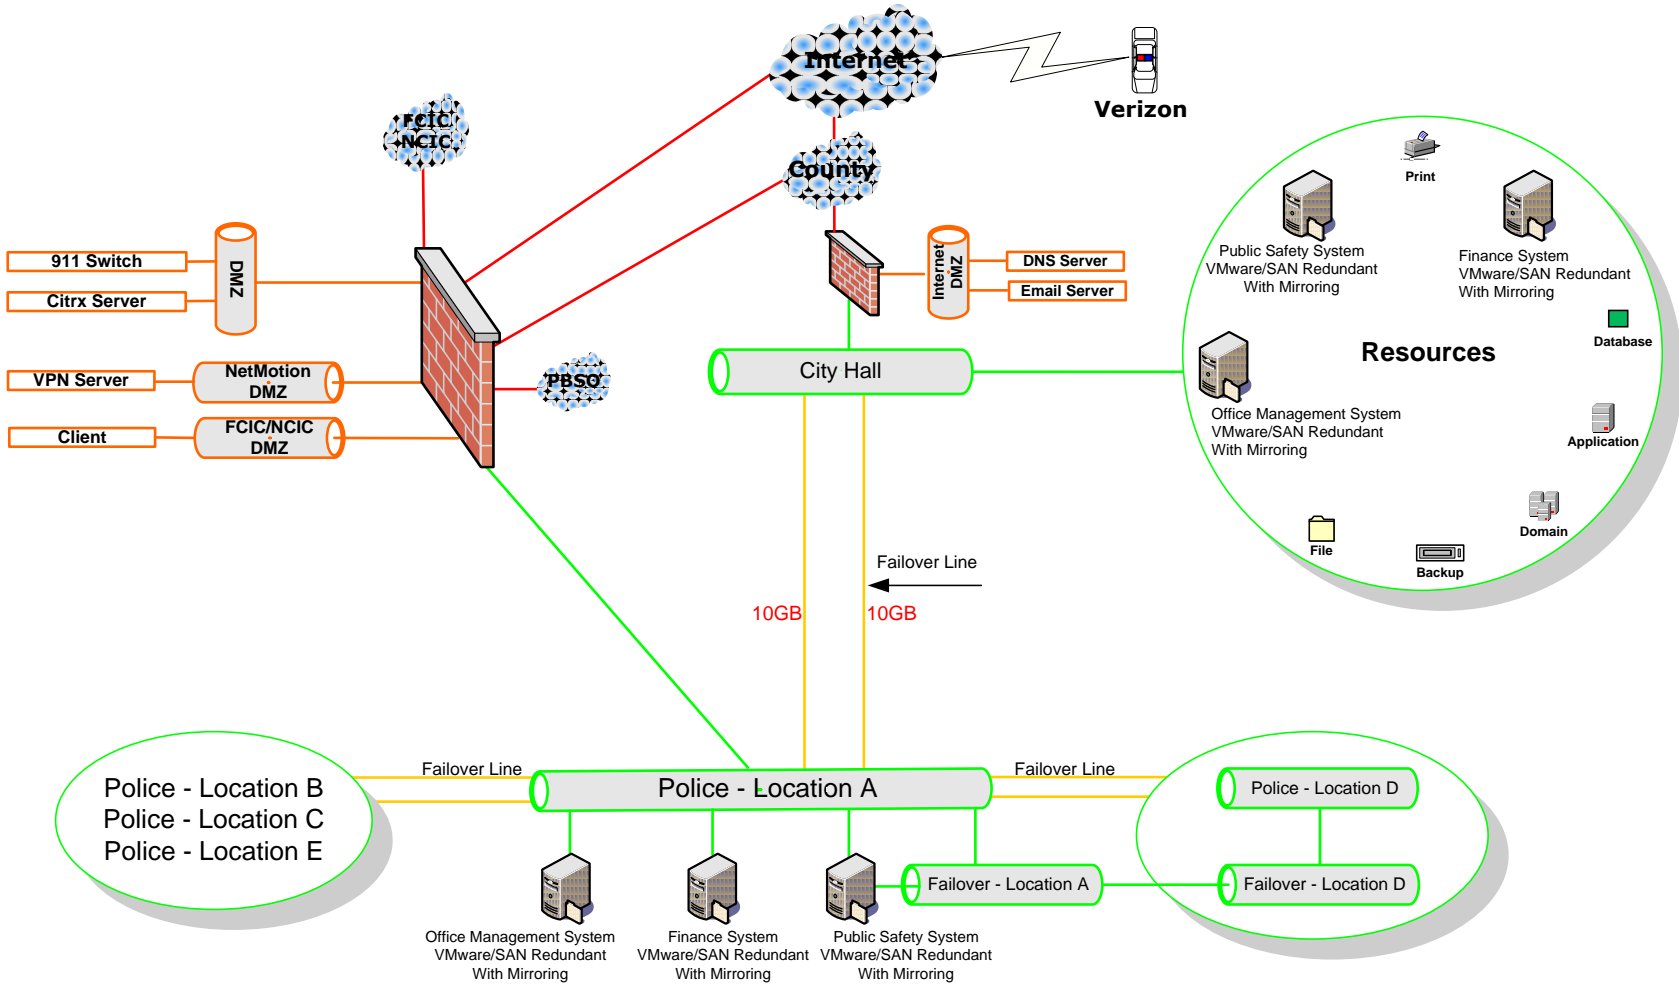 Internet
Verizon
FCIC
NCIC
County
Print
911 Switch
Citrx Server
DMZ
Internet
DMZ
DNS Server
Email Server
Public Safety System
VMware/SAN Redundant
With Mirroring
Finance System
VMware/SAN Redundant
With Mirroring
Database
Resources
VPN Server
NetMotion
DMZ
PBSO
City Hall
Office Management System
VMware/SAN Redundant
With Mirroring
Client
FCIC/NCIC
DMZ
Application
Domain
File
Backup
Failover Line
10GB
10GB
Police - Location B
Police - Location C
Police - Location E
Failover Line
Police - Location A
Failover Line
Police - Location D
Failover - Location A
Failover - Location D
Office Management System
VMware/SAN Redundant
With Mirroring
Finance System
VMware/SAN Redundant
With Mirroring
Public Safety System
VMware/SAN Redundant
With Mirroring